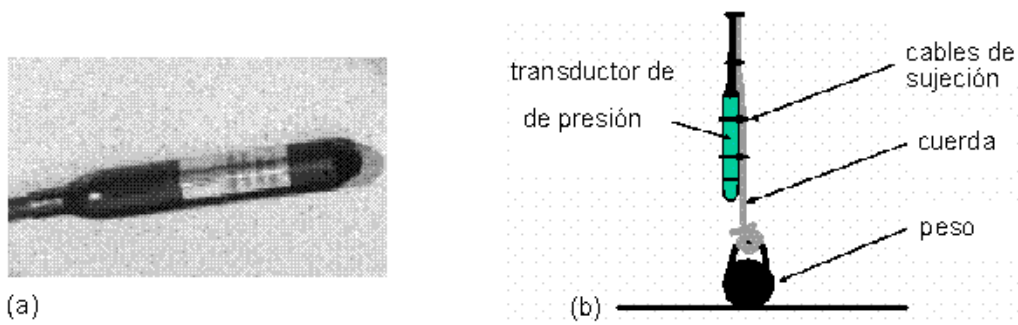 transductor de
de presión
cables de
sujeción
cuerda
peso
(a)
(b)